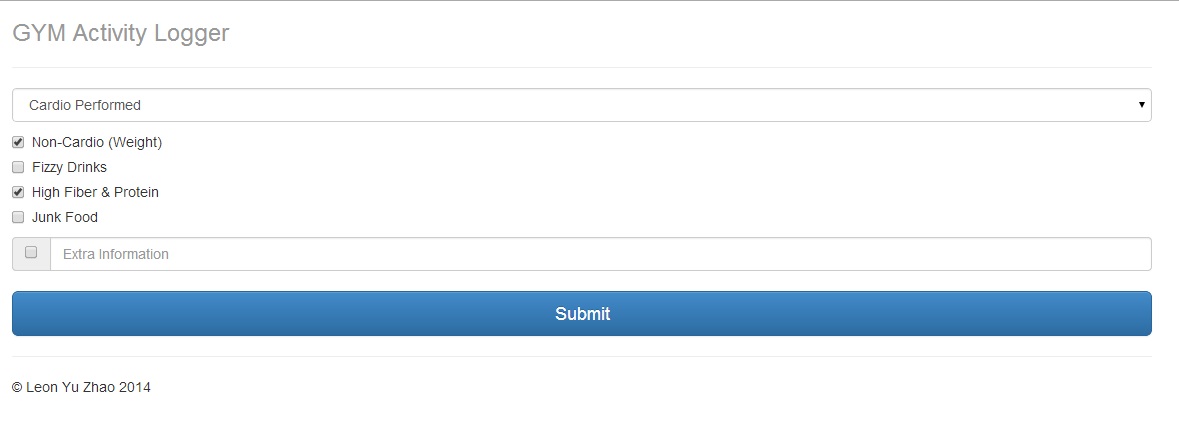 GYM Activity Logger
Cardio Performed
Non-Cardio (Weight)
Fizzy Drinks
High Fiber & Protein
Junk Food
Extra Information
Submit
© Leon Yu Zhao 2014